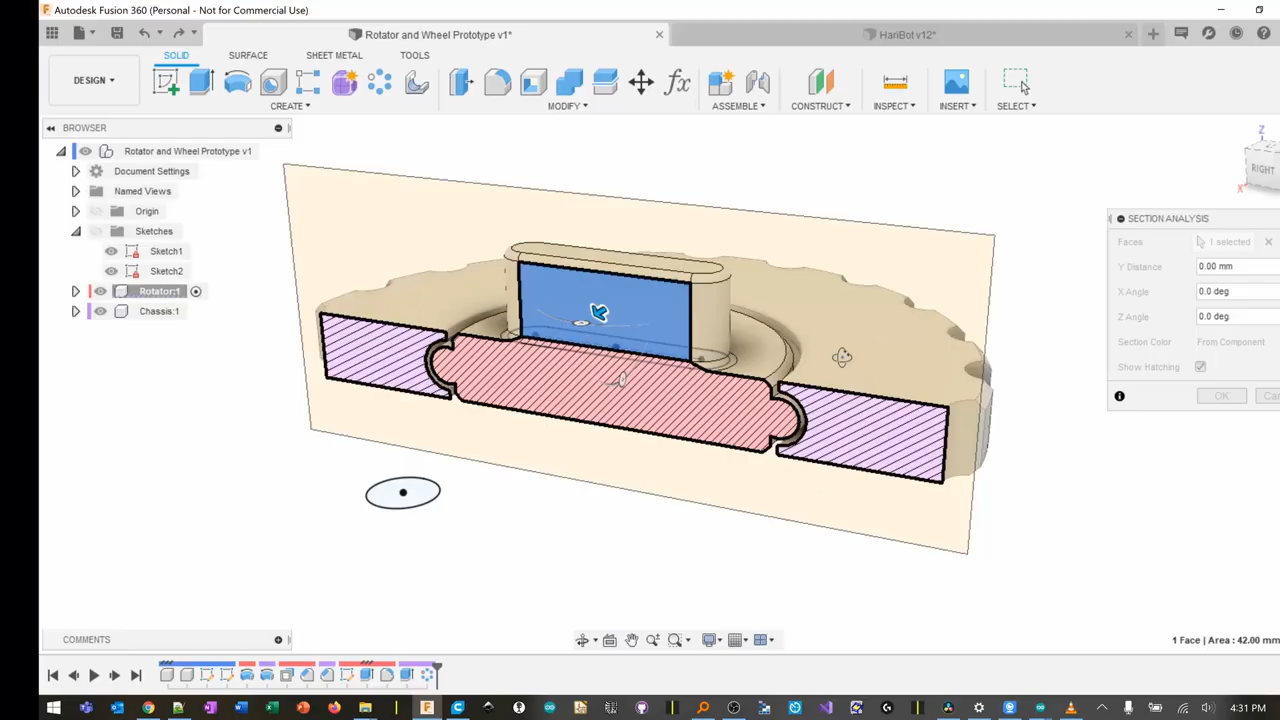 Autodesk Fusion 360 (Personal - Not for Commercial Use)
Rotator and Wheel Prototype v1*
HariBot v12*
SOLID
SURFACE
SHEET METAL
TOOLS
DESIGN
CREATE
MODIFY
ASSEMBLE
CONSTRUCT
INSPECT
INSERT
SELECT
BROWSER
Rotator and Wheel Prototype v1
Document Settings
Named Views
Origin
Sketches
Sketch1
Sketch2
Rotator:1
Chassis:1
Z
RIGHT
X
SECTION ANALYSIS
Faces
1 selected
Y Distance
0.00 mm
X Angle
0.0 deg
Z Angle
0.0 deg
Section Color
From Component
Show Hatching
OK
Can
COMMENTS
1 Face | Area : 42.00 mm
4:31 PM